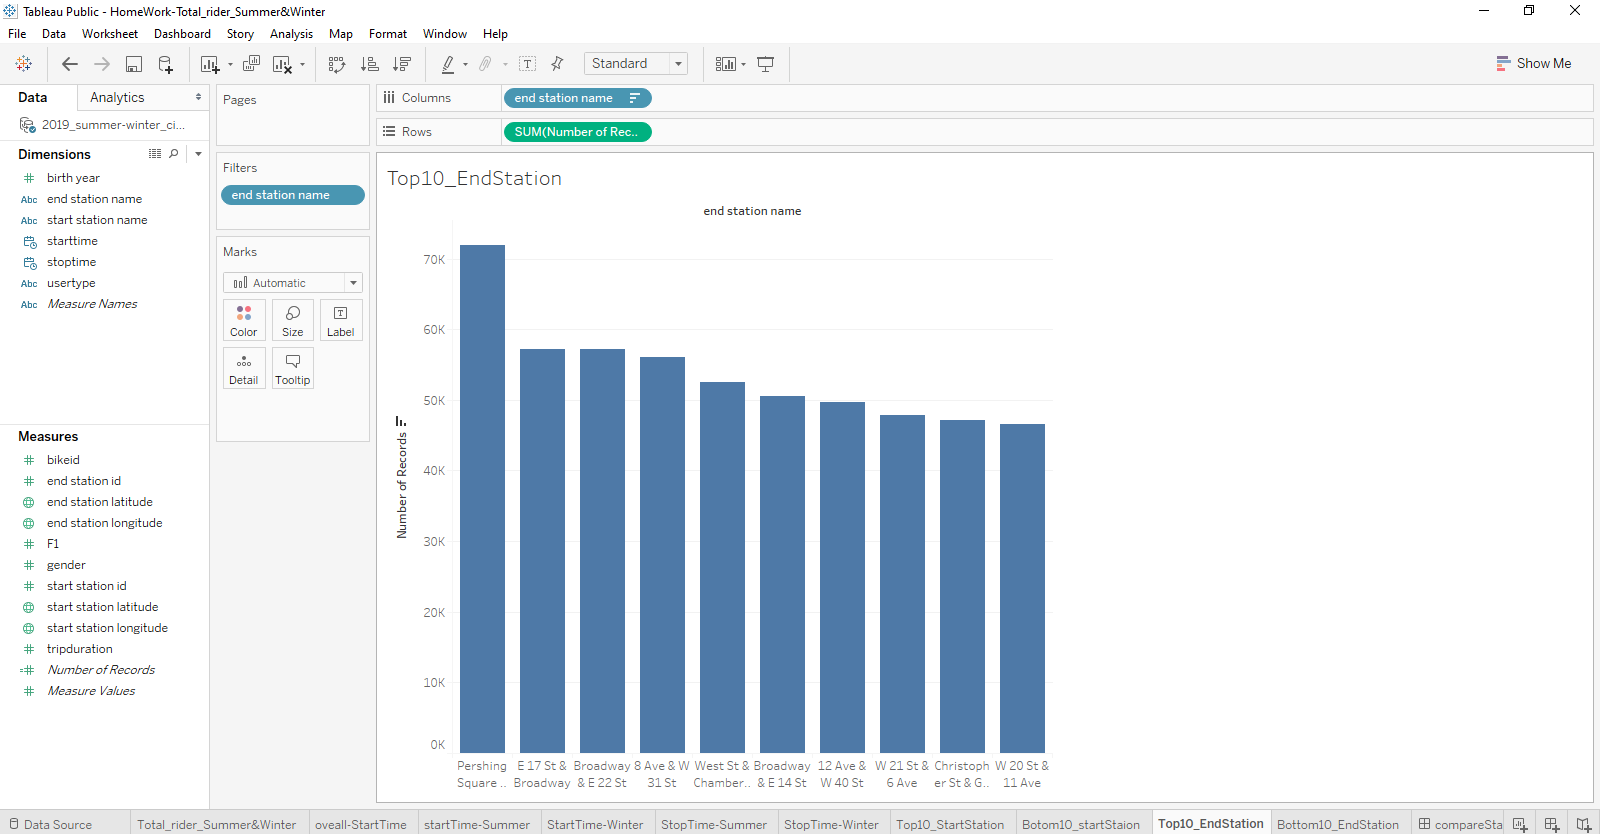 Tableau Public - HomeWork-Total_rider_Summer&Winter
File Data Worksheet Dashboard Story Analysis Map Format Window Help
Standard
Show Me
Data Analytics
2019_summer-winter_ci...
Dimensions
birth year
Abc end station name
Abc start station name
starttime
stoptime
Abc usertype
Abc Measure Names
Measures
bikeid
end station id
end station latitude
end station longitude
F1
gender
start station id
start station latitude
start station longitude
tripduration
Number of Records
Measure Values
Pages
Filters
end station name
Marks
Automatic
Color Size Label
Detail Tooltip
Columns end station name
Rows SUM(Number of Rec..
Top10_EndStation
end station name
Number of Records
70K
60K
50K
40K
30K
20K
10K
0K
Pershing
Square ..
E 17 St &
Broadway
Broadway
& E 22 St
8 Ave & W
31 St
West St &
Chamber..
Broadway
& E 14 St
12 Ave &
W 40 St
W 21 St &
6 Ave
Christoph
er St & G..
W 20 St &
11 Ave
Data Source Total_rider_Summer&Winter oveall-StartTime startTime-Summer StartTime-Winter StopTime-Summer StopTime-Winter Top10_StartStation Botom10_startStaion Top10_EndStation Bottom10_EndStation compareSta